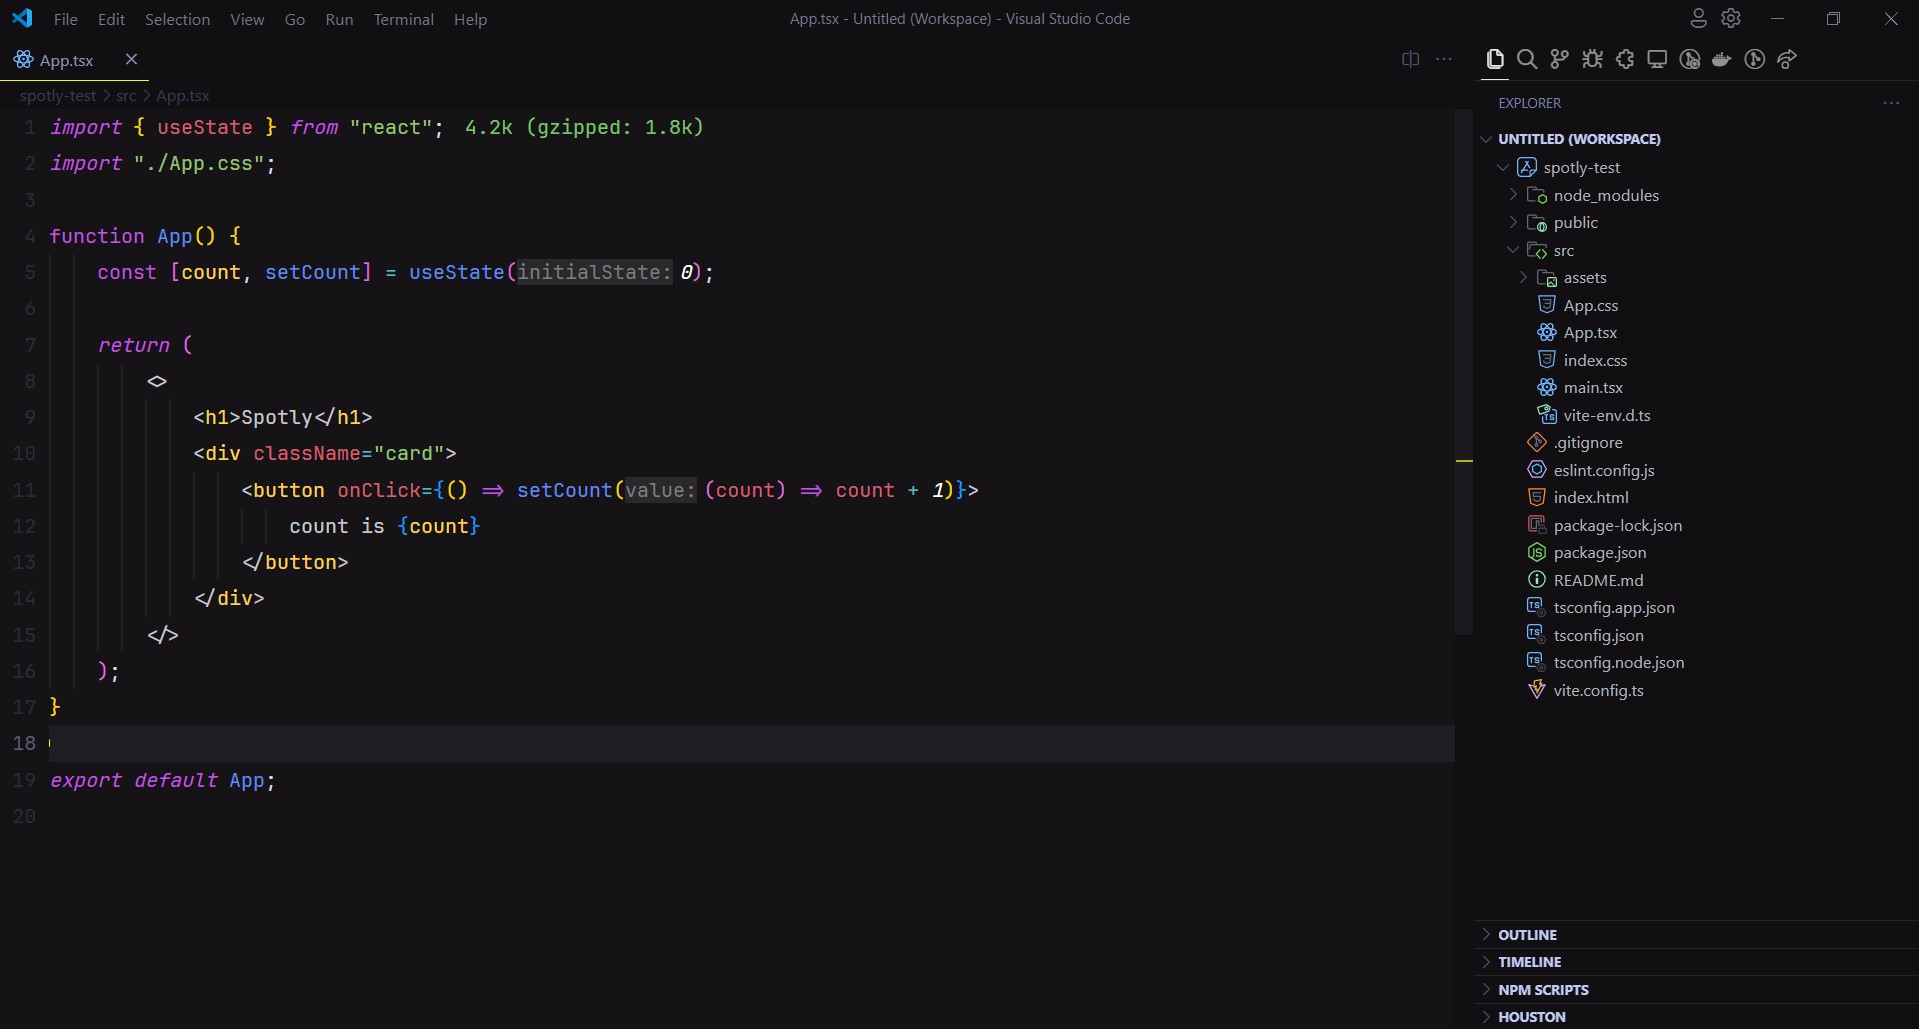 File Edit Selection View Go Run Terminal Help
App.tsx - Untitled (Workspace) - Visual Studio Code
App.tsx
spotly-test > src > App.tsx
1 import { useState } from "react"; 4.2k (gzipped: 1.8k)
2 import "./App.css";
3
4 function App() {
5 const [count, setCount] = useState(initialState: 0);
6
7 return (
8 <>
9 <h1>Spotly</h1>
10 <div className="card">
11 <button onClick={() => setCount(value: (count) => count + 1)}>
12 count is {count}
13 </button>
14 </div>
15 </>
16 );
17 }
18
19 export default App;
20
EXPLORER
UNTITLED (WORKSPACE)
spotly-test
node_modules
public
src
assets
App.css
App.tsx
index.css
main.tsx
vite-env.d.ts
.gitignore
eslint.config.js
index.html
package-lock.json
package.json
README.md
tsconfig.app.json
tsconfig.json
tsconfig.node.json
vite.config.ts
OUTLINE
TIMELINE
NPM SCRIPTS
HOUSTON